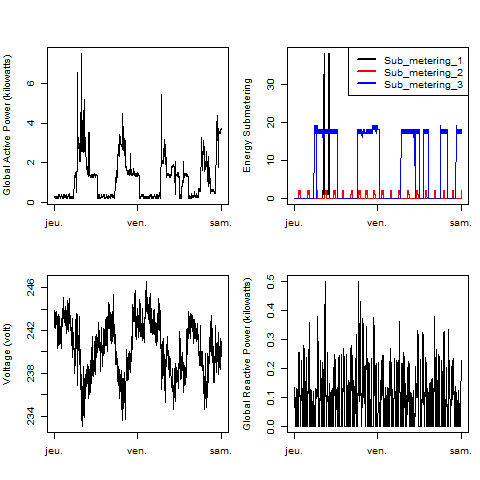 Global Active Power (kilowatts)
0
2
4
6
jeu.
ven.
sam.
Energy Submetering
0
10
20
30
Sub_metering_1
Sub_metering_2
Sub_metering_3
jeu.
ven.
sam.
Voltage (volt)
234
238
242
246
jeu.
ven.
sam.
Global Reactive Power (kilowatts)
0.0
0.1
0.2
0.3
0.4
0.5
jeu.
ven.
sam.